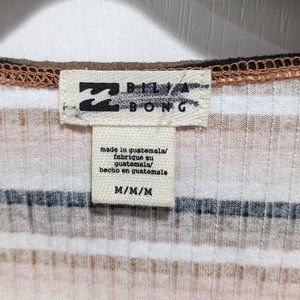 BILLA
BONG
made in guatemala/
fabriqué au
guatemala/
hecho en guatemala
M/M/M